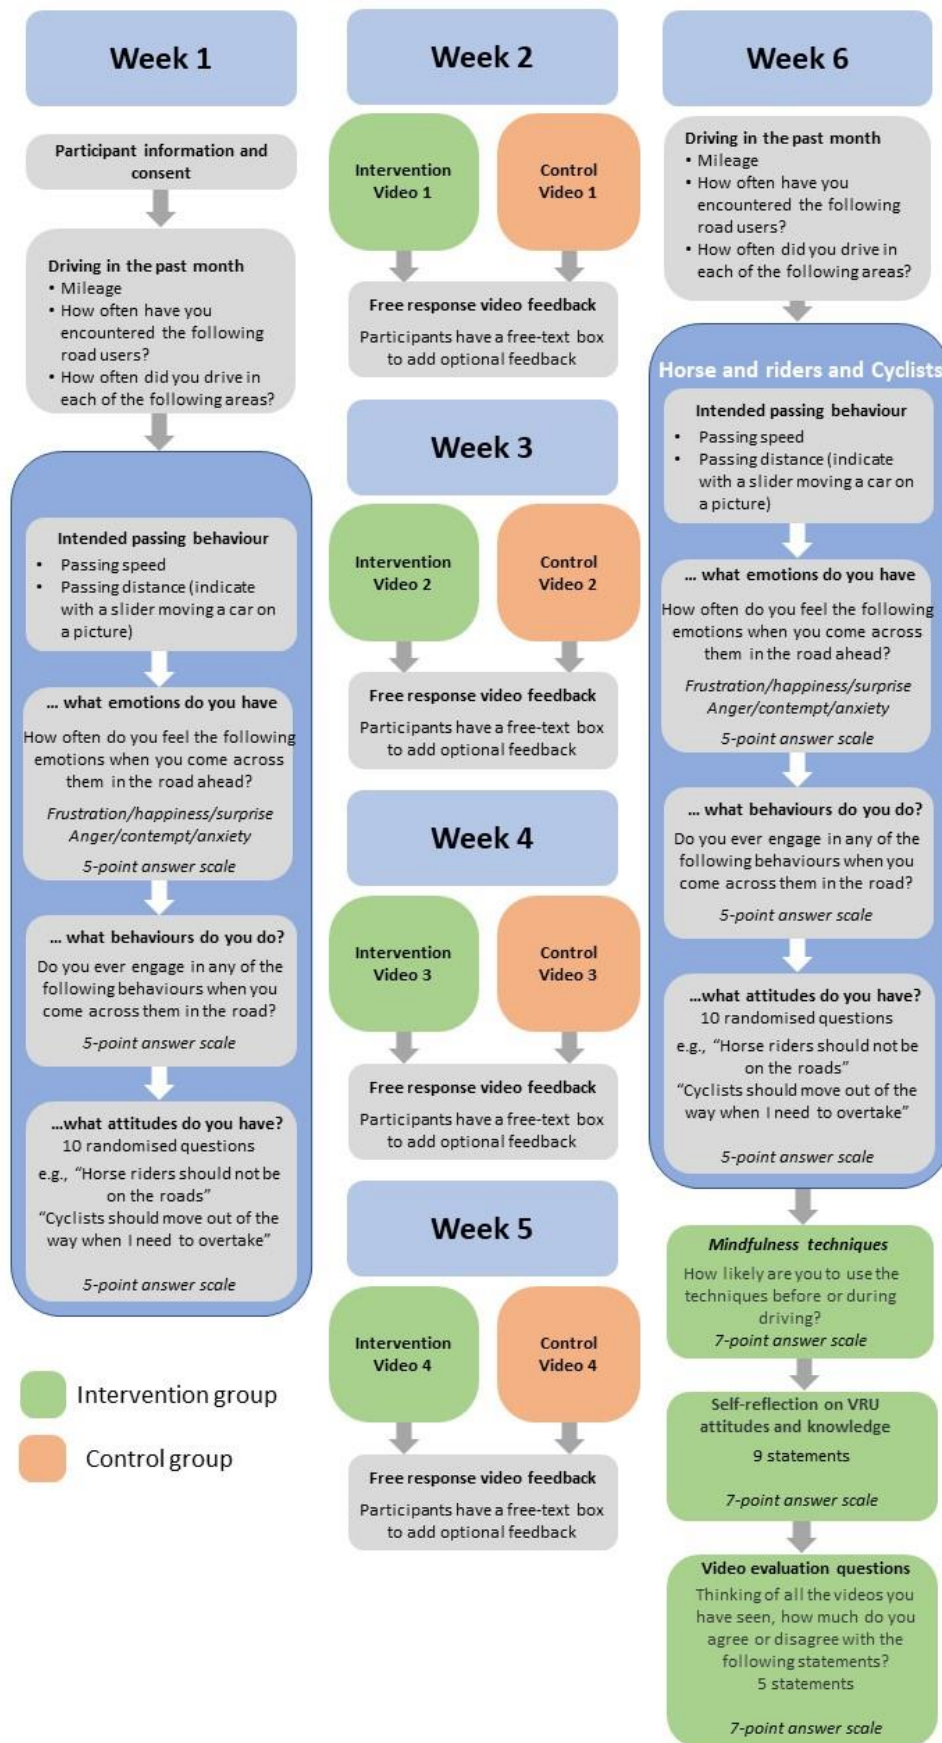 Week 1
Participant information and
consent
Driving in the past month
• Mileage
• How often have you
encountered the following
road users?
• How often did you drive in
each of the following areas?
Intended passing behaviour
• Passing speed
• Passing distance (indicate
with a slider moving a car on
a picture)
... what emotions do you have
How often do you feel the following
emotions when you come across
them in the road ahead?
Frustration/happiness/surprise
Anger/contempt/anxiety
5-point answer scale
... what behaviours do you do?
Do you ever engage in any of the
following behaviours when you
come across them in the road?
5-point answer scale
...what attitudes do you have?
10 randomised questions
e.g., “Horse riders should not be
on the roads”
“Cyclists should move out of the
way when I need to overtake”
5-point answer scale
Intervention group
Control group
Week 2
Intervention
Video 1
Control
Video 1
Free response video feedback
Participants have a free-text box
to add optional feedback
Week 3
Intervention
Video 2
Control
Video 2
Free response video feedback
Participants have a free-text box
to add optional feedback
Week 4
Intervention
Video 3
Control
Video 3
Free response video feedback
Participants have a free-text box
to add optional feedback
Week 5
Intervention
Video 4
Control
Video 4
Free response video feedback
Participants have a free-text box
to add optional feedback
Week 6
Driving in the past month
• Mileage
• How often have you
encountered the following
road users?
• How often did you drive in
each of the following areas?
Horse and riders and Cyclists
Intended passing behaviour
• Passing speed
• Passing distance (indicate
with a slider moving a car on
a picture)
... what emotions do you have
How often do you feel the following
emotions when you come across
them in the road ahead?
Frustration/happiness/surprise
Anger/contempt/anxiety
5-point answer scale
... what behaviours do you do?
Do you ever engage in any of the
following behaviours when you
come across them in the road?
5-point answer scale
...what attitudes do you have?
10 randomised questions
e.g., “Horse riders should not be
on the roads”
“Cyclists should move out of the
way when I need to overtake”
5-point answer scale
Mindfulness techniques
How likely are you to use the
techniques before or during
driving?
7-point answer scale
Self-reflection on VRU
attitudes and knowledge
9 statements
7-point answer scale
Video evaluation questions
Thinking of all the videos you
have seen, how much do you
agree or disagree with the
following statements?
5 statements
7-point answer scale